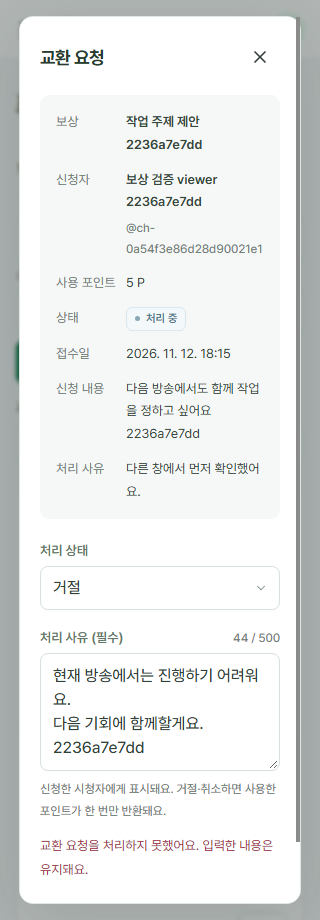 교환 요청
보상 작업 주제 제안
2236a7e7dd
신청자 보상 검증 viewer
2236a7e7dd
@ch-
0a54f3e86d28d90021e1
사용 포인트 5 P
상태 처리 중
접수일 2026. 11. 12. 18:15
신청 내용 다음 방송에서도 함께 작업
을 정하고 싶어요
2236a7e7dd
처리 사유 다른 창에서 먼저 확인했어
요.
처리 상태
거절
처리 사유 (필수) 44 / 500
현재 방송에서는 진행하기 어려워
요.
다음 기회에 함께할게요.
2236a7e7dd
신청한 시청자에게 표시돼요. 거절·취소하면 사용한
포인트가 한 번만 반환돼요.
교환 요청을 처리하지 못했어요. 입력한 내용은
유지돼요.